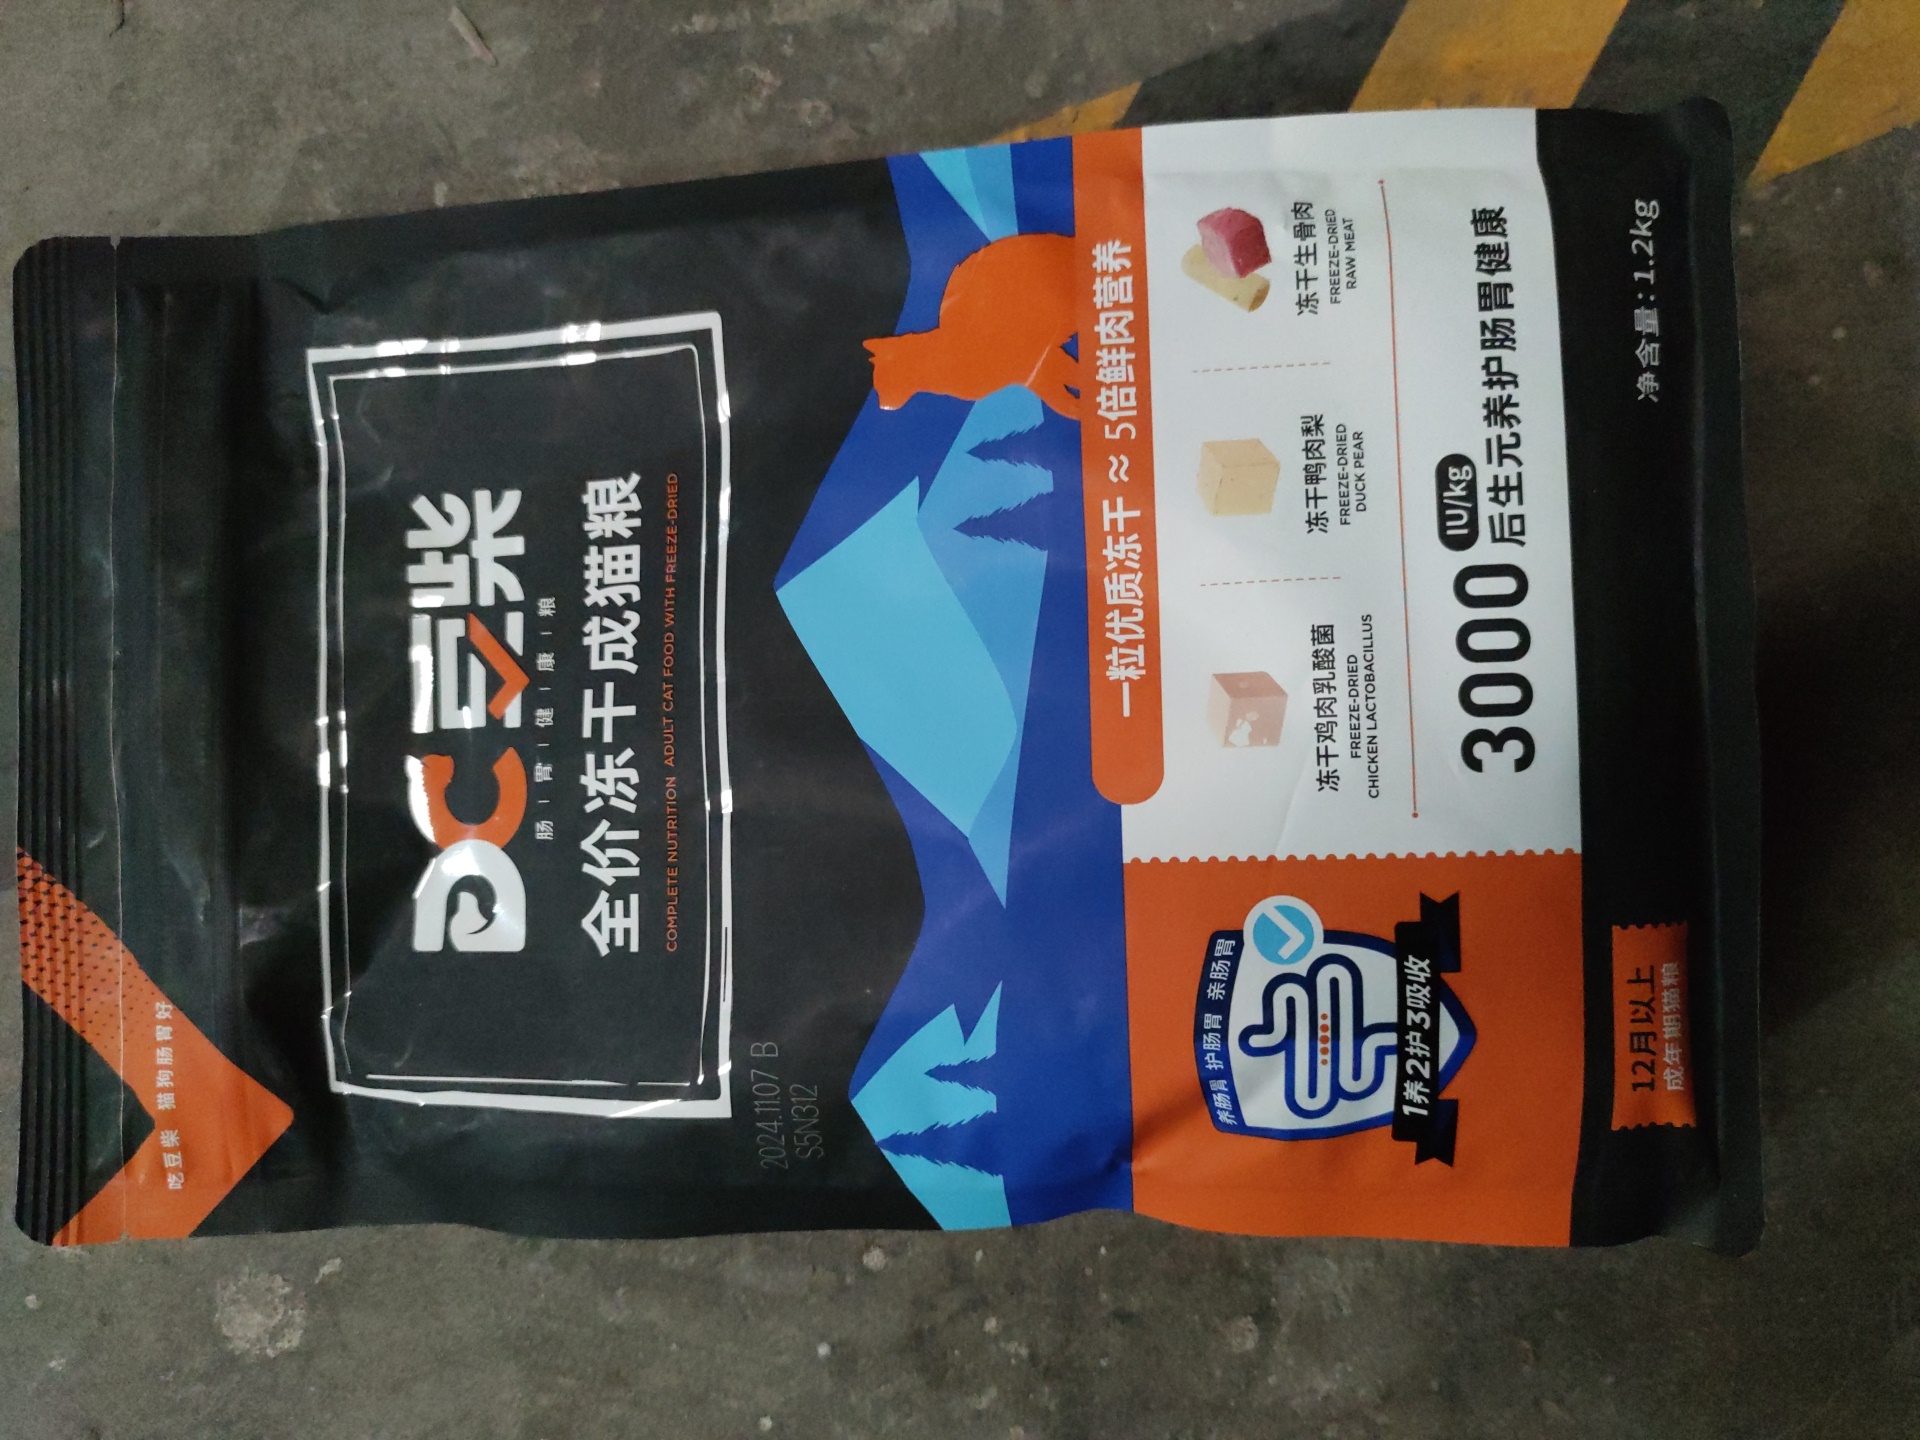 吃豆柴 猫狗肠胃好
DC豆柴
肠 | 胃 | 健 | 康 | 粮
全价冻干成猫粮
COMPLETE NUTRITION ADULT CAT FOOD WITH FREEZE-DRIED
2024.11.07 B
S5N312
一粒优质冻干 ≈ 5倍鲜肉营养
养肠胃 护肠胃 亲肠胃
1养2护3吸收
冻干鸡肉乳酸菌
FREEZE-DRIED
CHICKEN LACTOBACILLUS
冻干鸭肉梨
FREEZE-DRIED
DUCK PEAR
冻干生骨肉
FREEZE-DRIED
RAW MEAT
3000 IU/kg 后生元养护肠胃健康
12月以上
成年期猫粮
净含量:1.2kg